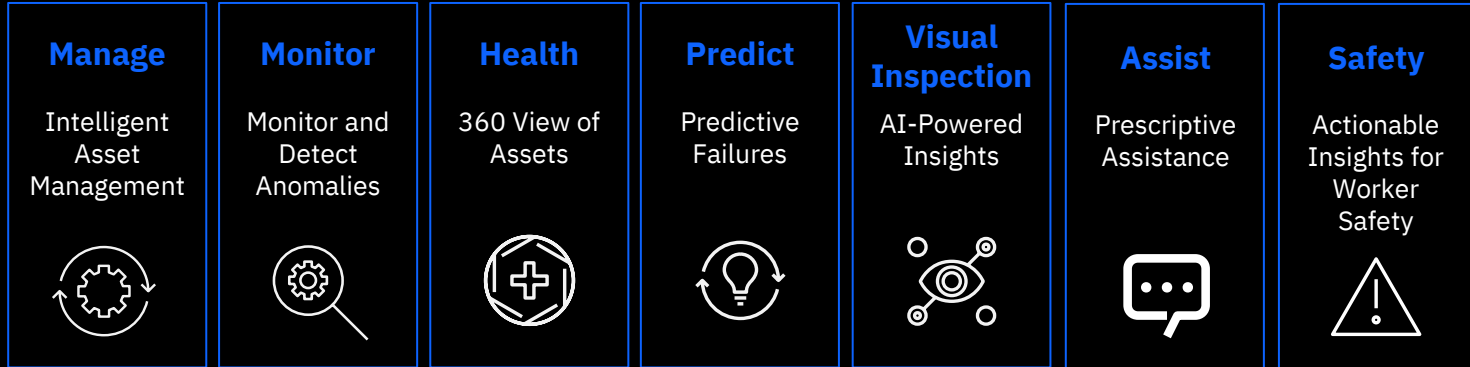 Manage
Intelligent
Asset
Management
Monitor
Monitor and
Detect
Anomalies
Health
360 View of
Assets
Predict
Predictive
Failures
Visual
Inspection
AI-Powered
Insights
Assist
Prescriptive
Assistance
Safety
Actionable
Insights for
Worker
Safety